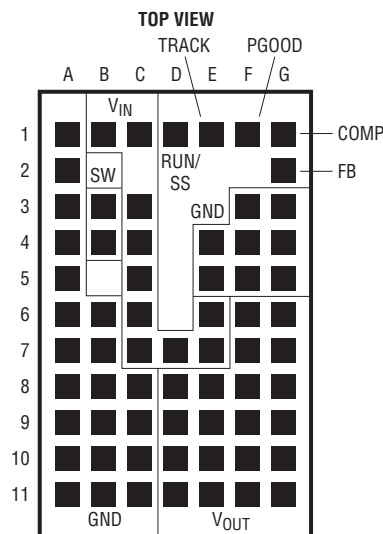 TOP VIEW
TRACK PGOOD
A B C D E F G
VIN
1 COMP
RUN/
SS
2 SW FB
3 GND
4
5
6
7
8
9
10
11
GND VOUT